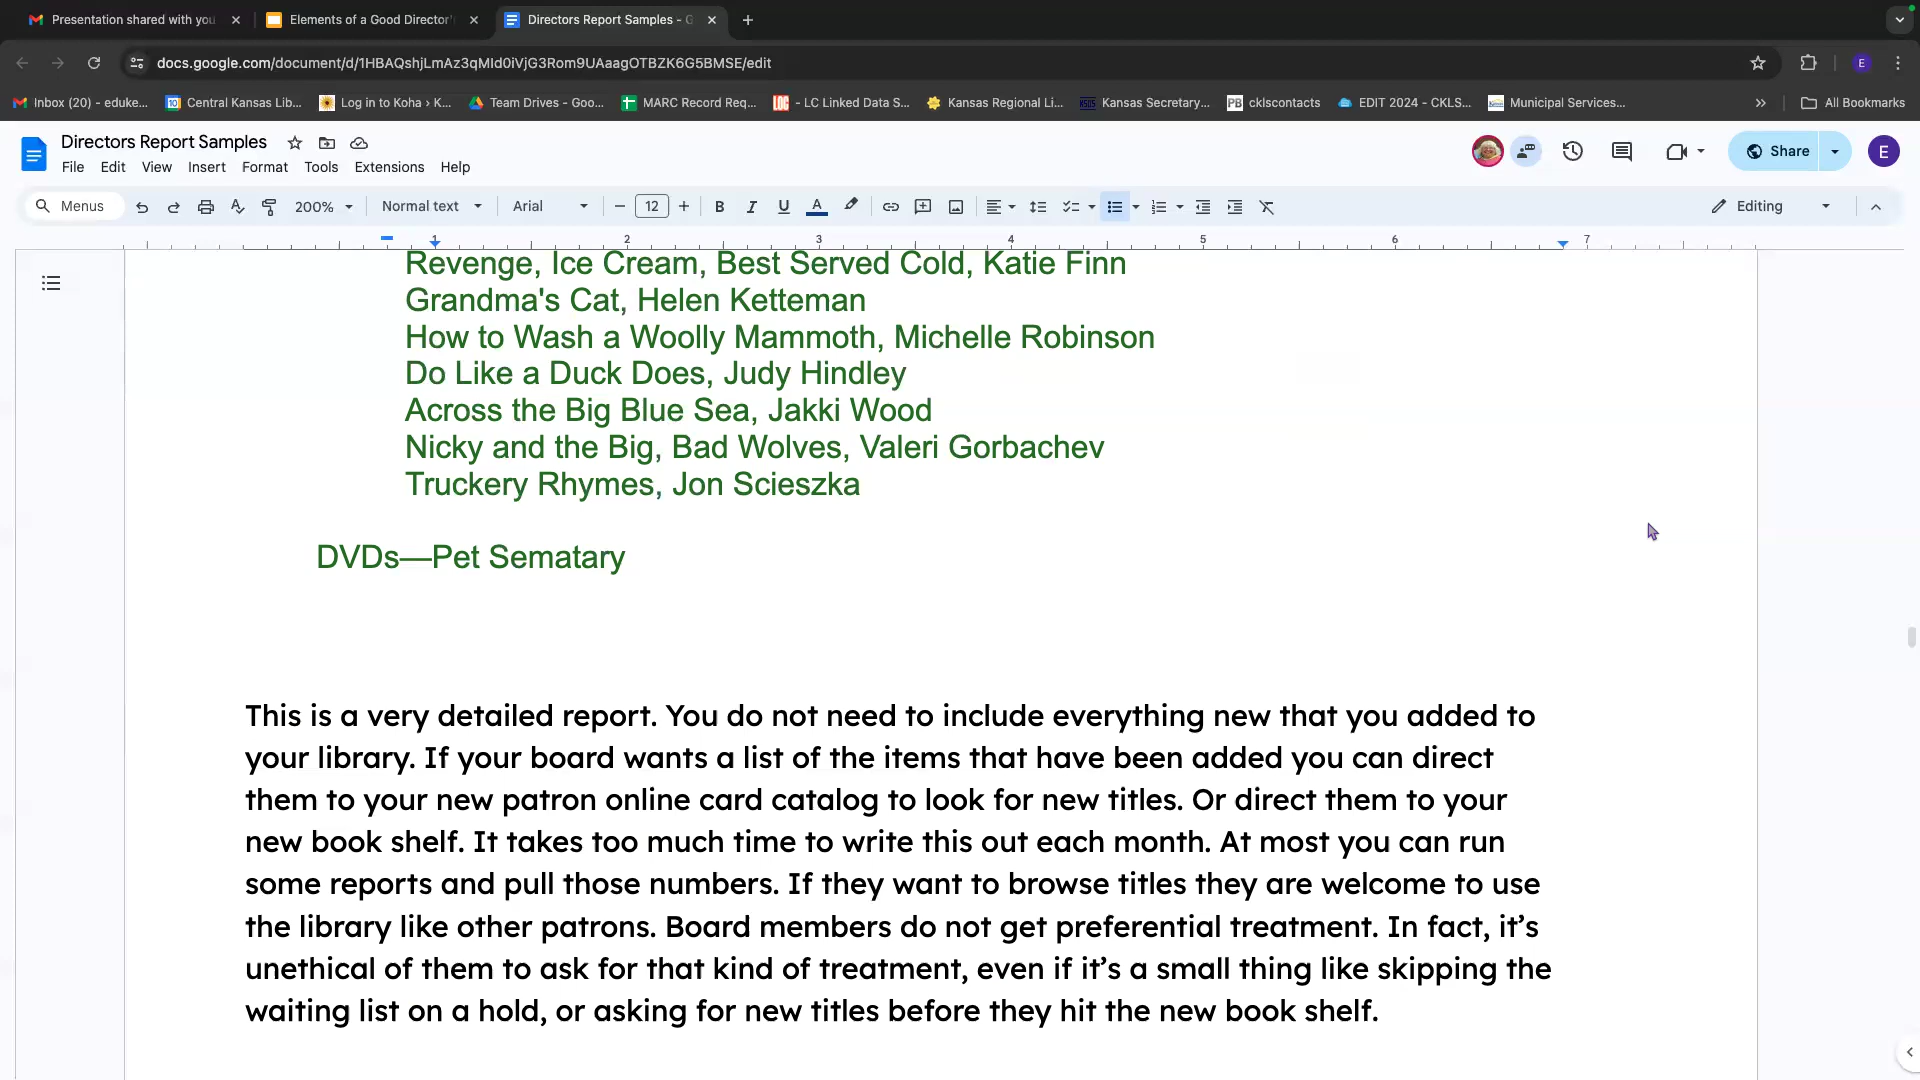 Presentation shared with you
Elements of a Good Director'
Directors Report Samples - G
docs.google.com/document/d/1HBAQshjLmAz3qMId0iVjG3Rom9UAaagOTBZK6G5BMSE/edit
E
Inbox (20) - eduke...
Central Kansas Lib...
Log in to Koha › K...
Team Drives - Goo...
MARC Record Req...
- LC Linked Data S...
Kansas Regional Li...
Kansas Secretary...
PB cklscontacts
EDIT 2024 - CKLS...
Municipal Services...
» All Bookmarks
Directors Report Samples
File Edit View Insert Format Tools Extensions Help
Share
E
Menus 200% Normal text Arial 12 B I U A Editing
1 2 3 4 5 6 7
Revenge, Ice Cream, Best Served Cold, Katie Finn
Grandma's Cat, Helen Ketteman
How to Wash a Woolly Mammoth, Michelle Robinson
Do Like a Duck Does, Judy Hindley
Across the Big Blue Sea, Jakki Wood
Nicky and the Big, Bad Wolves, Valeri Gorbachev
Truckery Rhymes, Jon Scieszka
DVDs—Pet Sematary
This is a very detailed report. You do not need to include everything new that you added to
your library. If your board wants a list of the items that have been added you can direct
them to your new patron online card catalog to look for new titles. Or direct them to your
new book shelf. It takes too much time to write this out each month. At most you can run
some reports and pull those numbers. If they want to browse titles they are welcome to use
the library like other patrons. Board members do not get preferential treatment. In fact, it’s
unethical of them to ask for that kind of treatment, even if it’s a small thing like skipping the
waiting list on a hold, or asking for new titles before they hit the new book shelf.